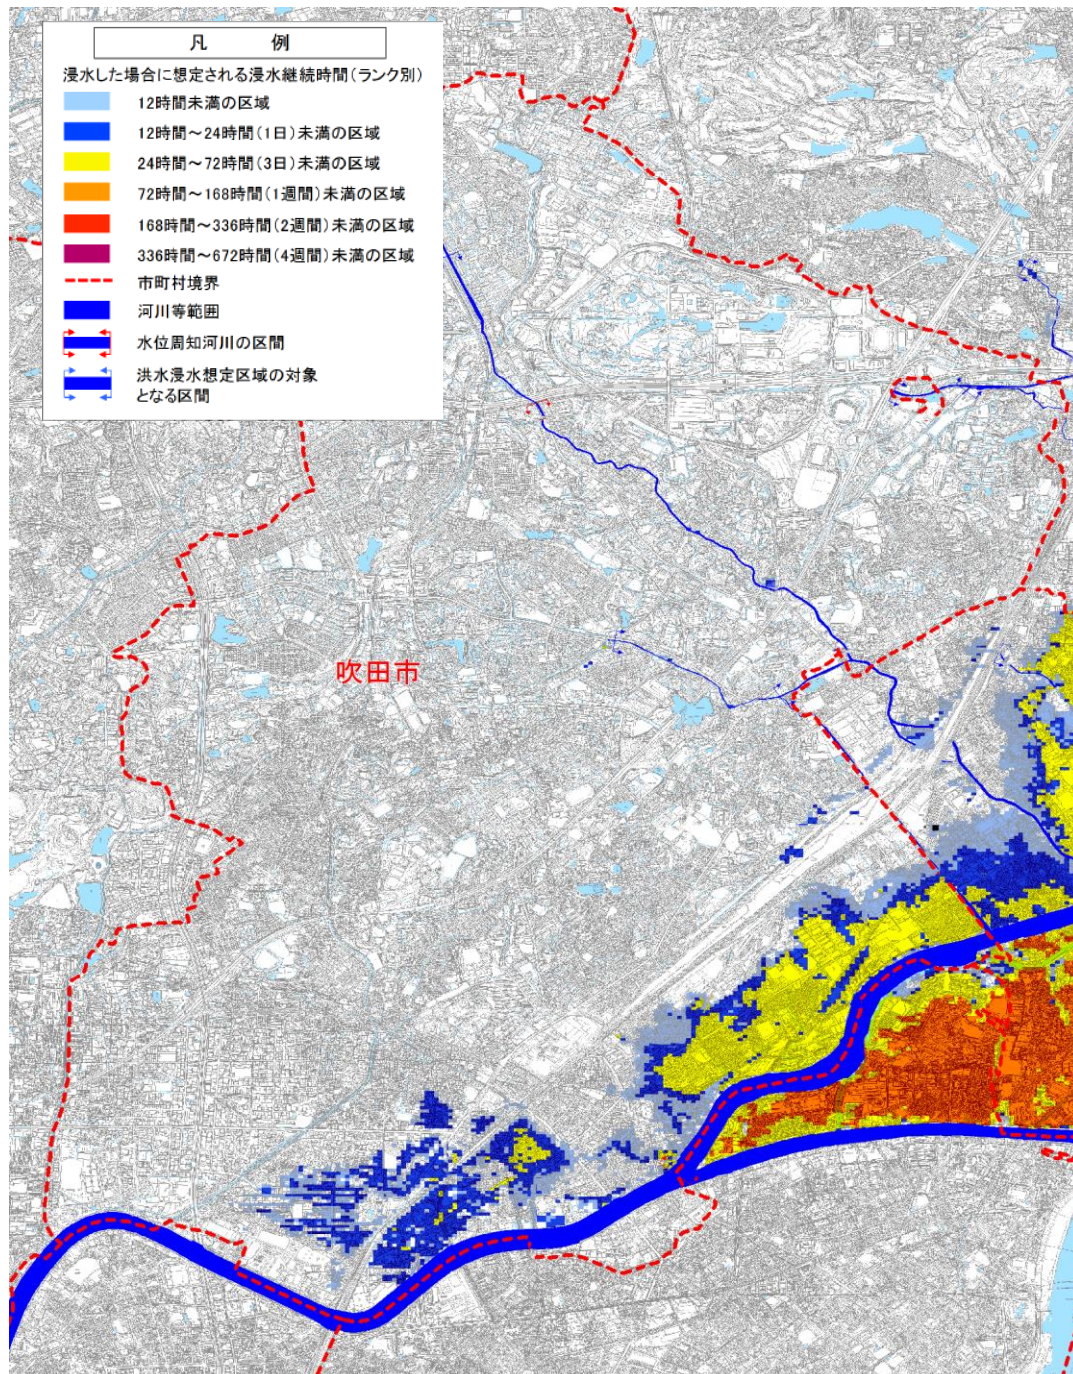 凡 例
浸水した場合に想定される浸水継続時間(ランク別)
12時間未満の区域
12時間～24時間(1日)未満の区域
24時間～72時間(3日)未満の区域
72時間～168時間(1週間)未満の区域
168時間～336時間(2週間)未満の区域
336時間～672時間(4週間)未満の区域
市町村境界
河川等範囲
水位周知河川の区間
洪水浸水想定区域の対象
となる区間
吹田市